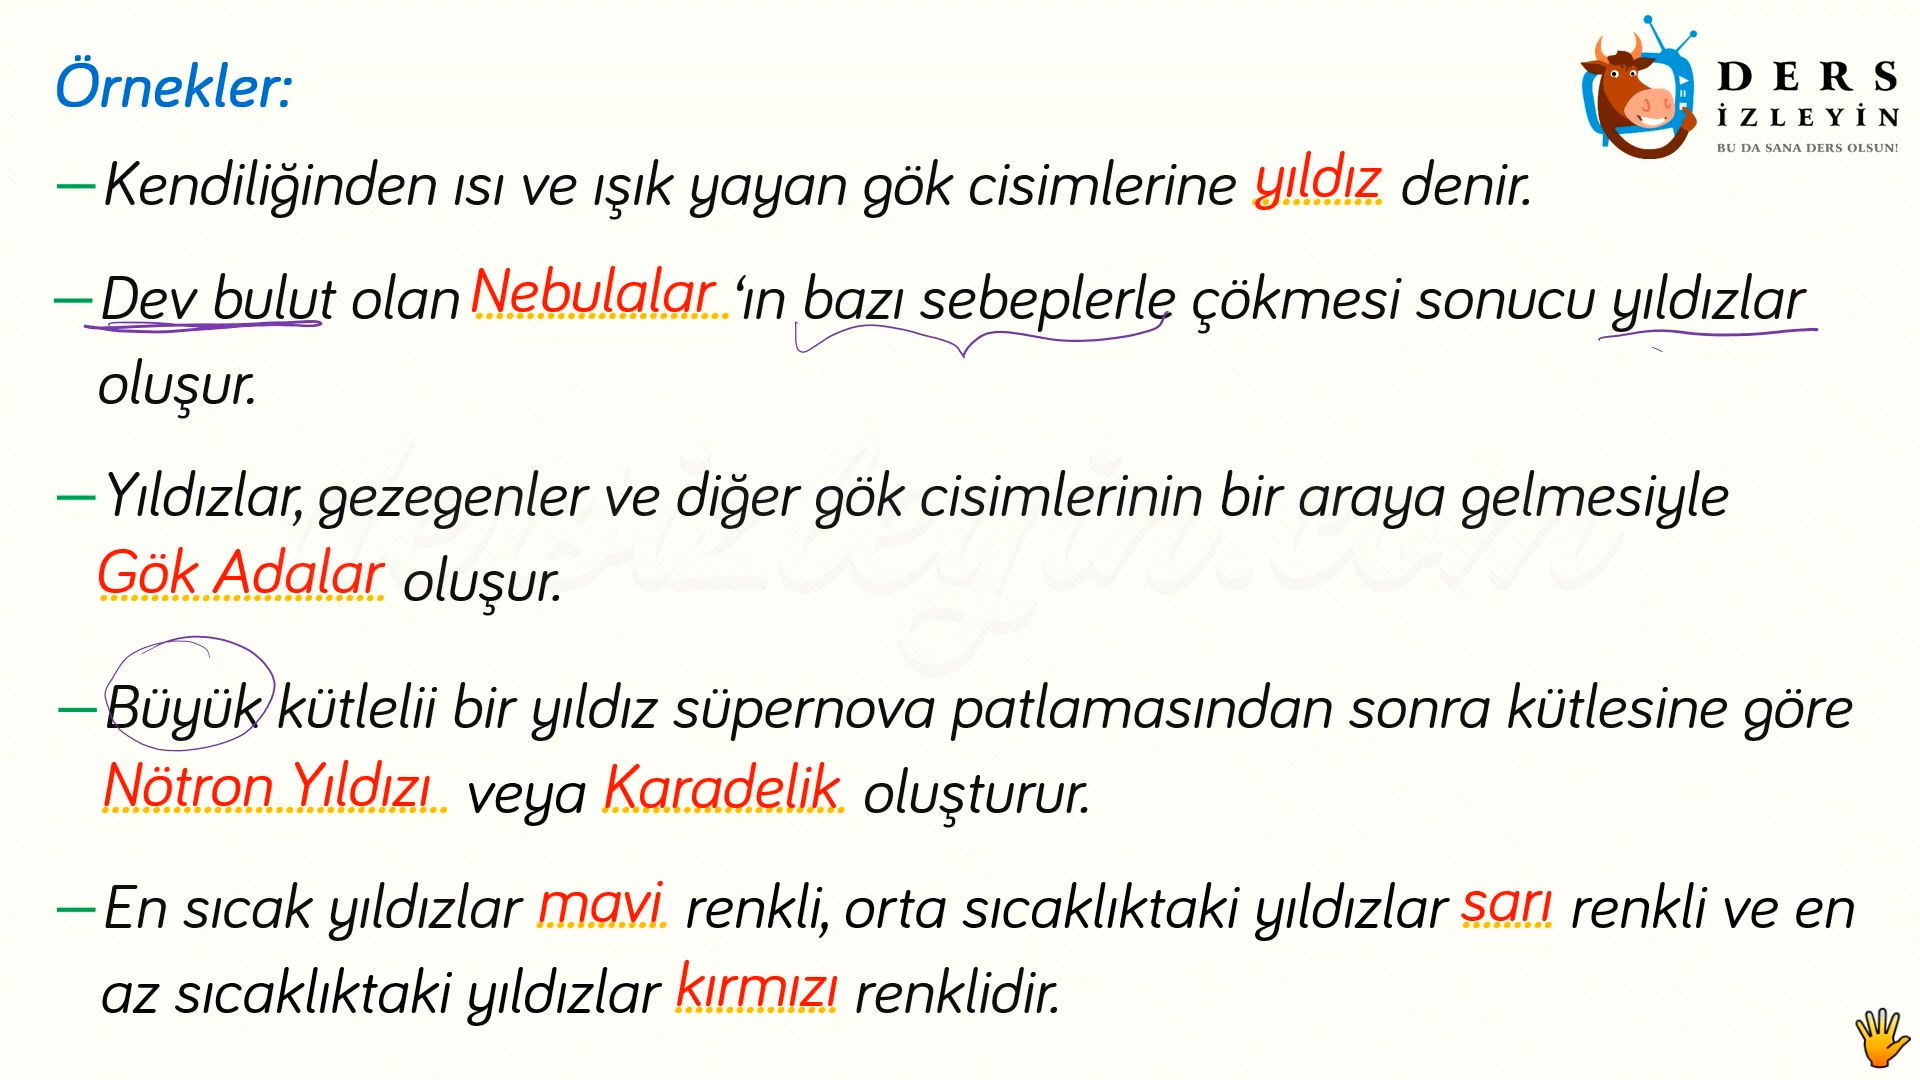 Örnekler:
DERS
İZLEYİN
BU DA SANA DERS OLSUN!
—Kendiliğinden ısı ve ışık yayan gök cisimlerine yıldız denir.
—Dev bulut olan Nebulalar 'ın bazı sebeplerle çökmesi sonucu yıldızlar
oluşur.
—Yıldızlar, gezegenler ve diğer gök cisimlerinin bir araya gelmesiyle
Gök Adalar oluşur.
—Büyük kütlelii bir yıldız süpernova patlamasından sonra kütlesine göre
Nötron Yıldızı veya Karadelik oluşturur.
—En sıcak yıldızlar mavi renkli, orta sıcaklıktaki yıldızlar sarı renkli ve en
az sıcaklıktaki yıldızlar kırmızı renklidir.